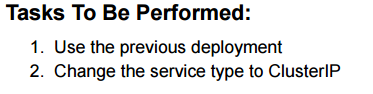 Tasks To Be Performed:
1. Use the previous deployment
2. Change the service type to ClusterIP